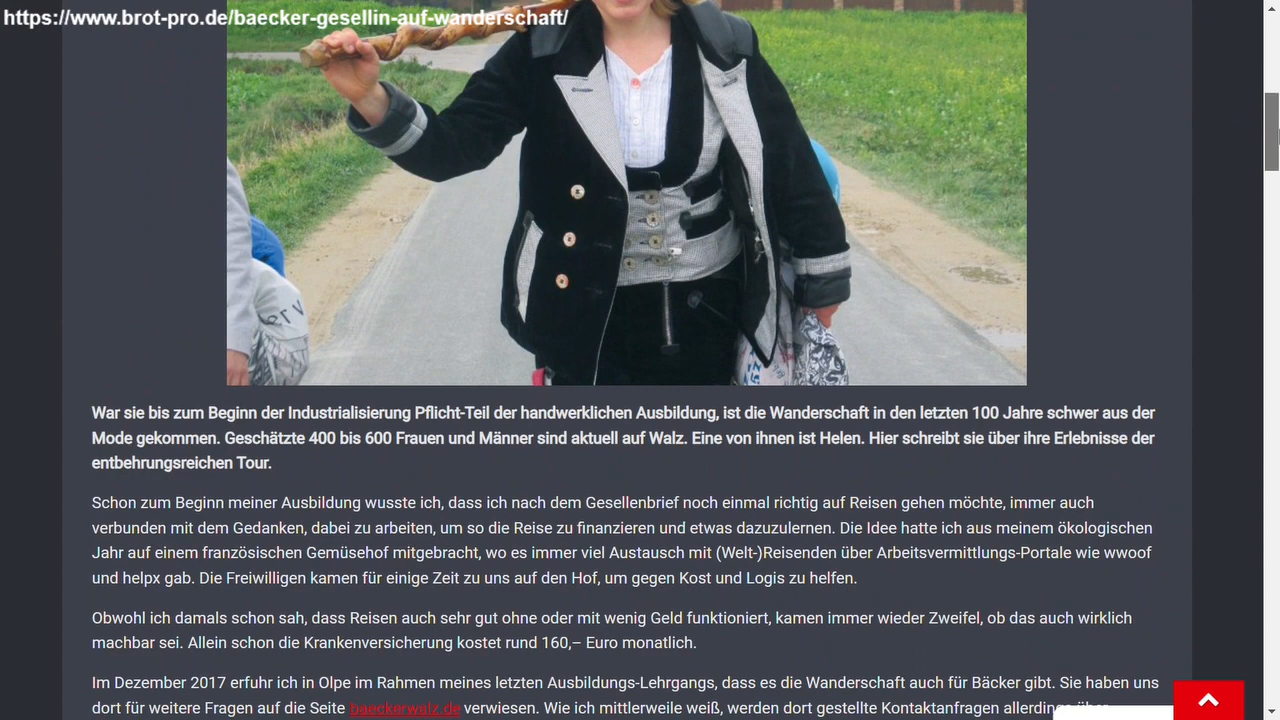 https://www.brot-pro.de/baecker-gesellin-auf-wanderschaft/
War sie bis zum Beginn der Industrialisierung Pflicht-Teil der handwerklichen Ausbildung, ist die Wanderschaft in den letzten 100 Jahre schwer aus der
Mode gekommen. Geschätzte 400 bis 600 Frauen und Männer sind aktuell auf Walz. Eine von ihnen ist Helen. Hier schreibt sie über ihre Erlebnisse der
entbehrungsreichen Tour.
Schon zum Beginn meiner Ausbildung wusste ich, dass ich nach dem Gesellenbrief noch einmal richtig auf Reisen gehen möchte, immer auch
verbunden mit dem Gedanken, dabei zu arbeiten, um so die Reise zu finanzieren und etwas dazuzulernen. Die Idee hatte ich aus meinem ökologischen
Jahr auf einem französischen Gemüsehof mitgebracht, wo es immer viel Austausch mit (Welt-)Reisenden über Arbeitsvermittlungs-Portale wie wwoof
und helpx gab. Die Freiwilligen kamen für einige Zeit zu uns auf den Hof, um gegen Kost und Logis zu helfen.
Obwohl ich damals schon sah, dass Reisen auch sehr gut ohne oder mit wenig Geld funktioniert, kamen immer wieder Zweifel, ob das auch wirklich
machbar sei. Allein schon die Krankenversicherung kostet rund 160,– Euro monatlich.
Im Dezember 2017 erfuhr ich in Olpe im Rahmen meines letzten Ausbildungs-Lehrgangs, dass es die Wanderschaft auch für Bäcker gibt. Sie haben uns
dort für weitere Fragen auf die Seite baeckerwalz.de verwiesen. Wie ich mittlerweile weiß, werden dort gestellte Kontaktanfragen allerdings über